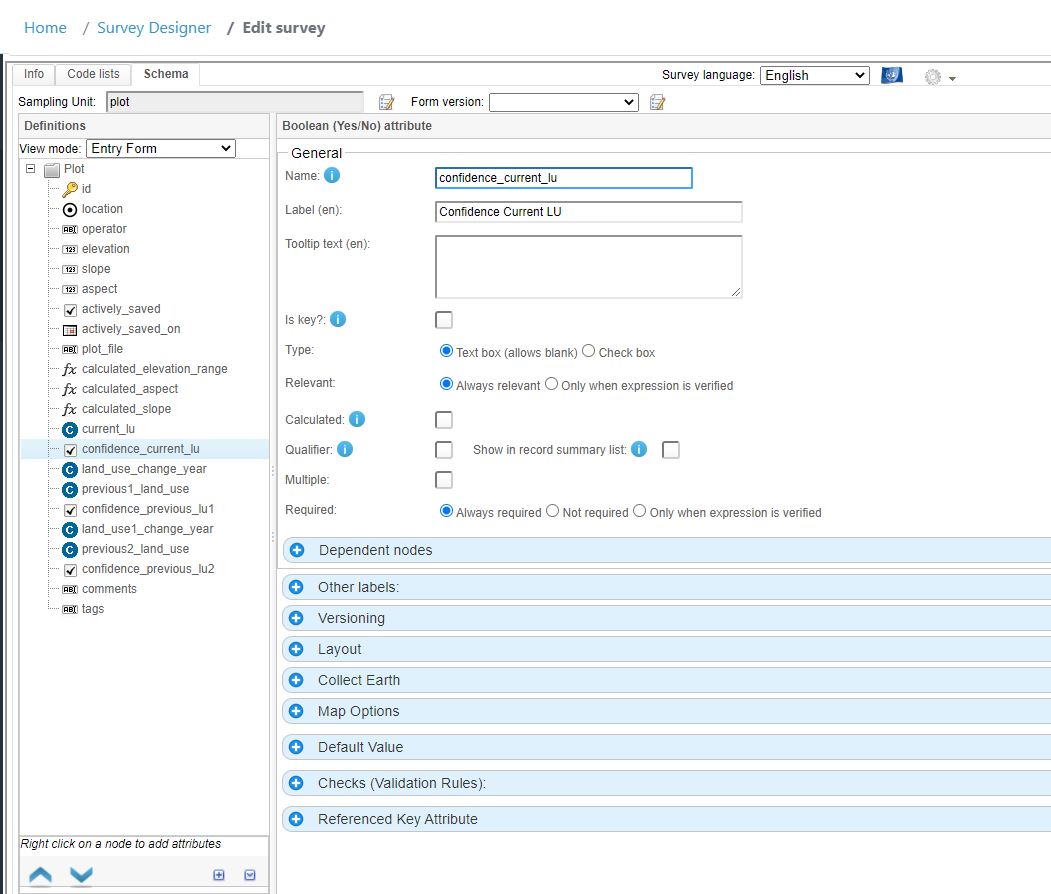 Home / Survey Designer / Edit survey
Info Code lists Schema Survey language: English
Sampling Unit: plot Form version:
Definitions
View mode: Entry Form
Plot
id
location
operator
elevation
slope
aspect
actively_saved
actively_saved_on
plot_file
calculated_elevation_range
calculated_aspect
calculated_slope
current_lu
confidence_current_lu
land_use_change_year
previous1_land_use
confidence_previous_lu1
land_use1_change_year
previous2_land_use
confidence_previous_lu2
comments
tags
Right click on a node to add attributes
Boolean (Yes/No) attribute
General
Name: confidence_current_lu
Label (en): Confidence Current LU
Tooltip text (en):
Is key?:
Type: Text box (allows blank) Check box
Relevant: Always relevant Only when expression is verified
Calculated:
Qualifier: Show in record summary list:
Multiple:
Required: Always required Not required Only when expression is verified
Dependent nodes
Other labels:
Versioning
Layout
Collect Earth
Map Options
Default Value
Checks (Validation Rules):
Referenced Key Attribute